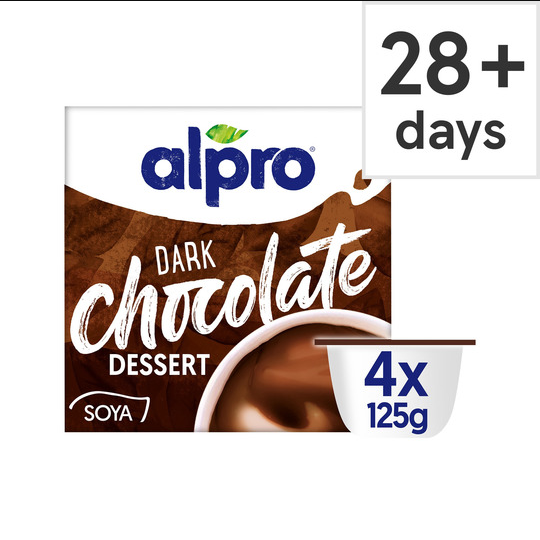 28+
days
alpro®
DARK
chocolate
DESSERT
SOYA
4x
125g